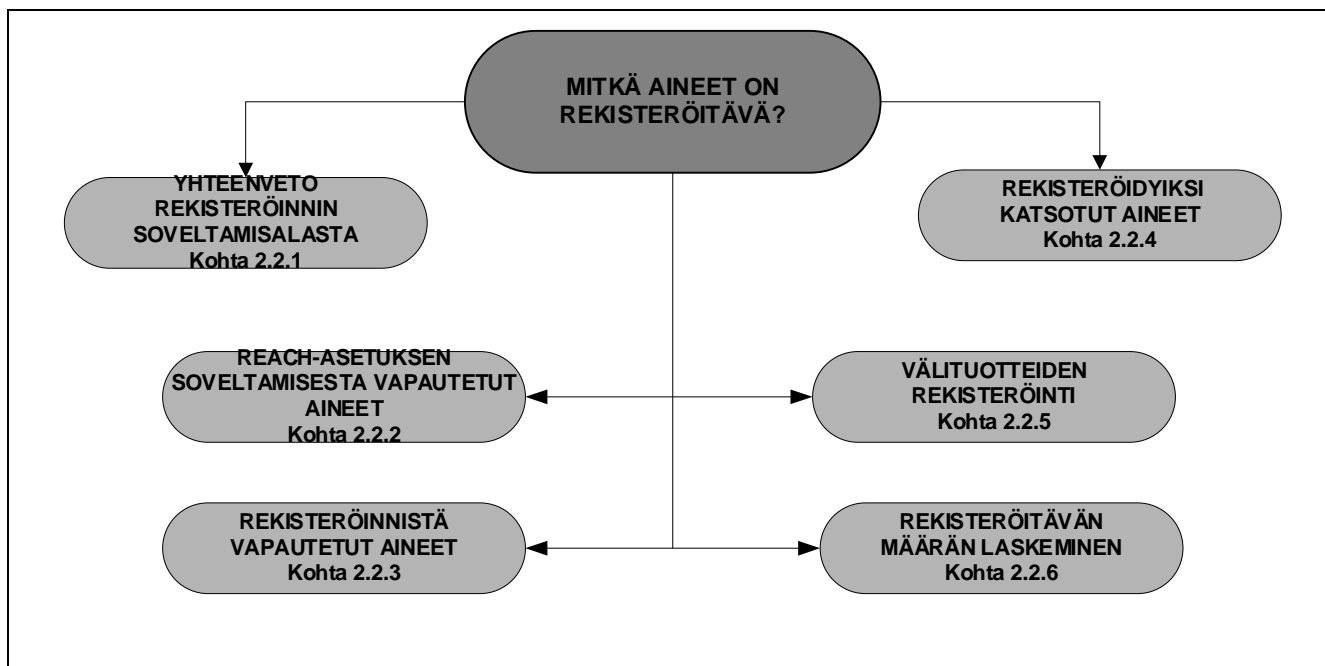 MITKÄ AINEET ON
REKISTERÖITÄVÄ?
YHTEENVETO
REKISTERÖINNIN
SOVELTAMISALASTA
Kohta 2.2.1
REKISTERÖIDYIKSI
KATSOTUT AINEET
Kohta 2.2.4
REACH-ASETUKSEN
SOVELTAMISESTA VAPAUTETUT
AINEET
Kohta 2.2.2
VÄLITUOTTEIDEN
REKISTERÖINTI
Kohta 2.2.5
REKISTERÖINNISTÄ
VAPAUTETUT AINEET
Kohta 2.2.3
REKISTERÖITÄVÄN
MÄÄRÄN LASKEMINEN
Kohta 2.2.6